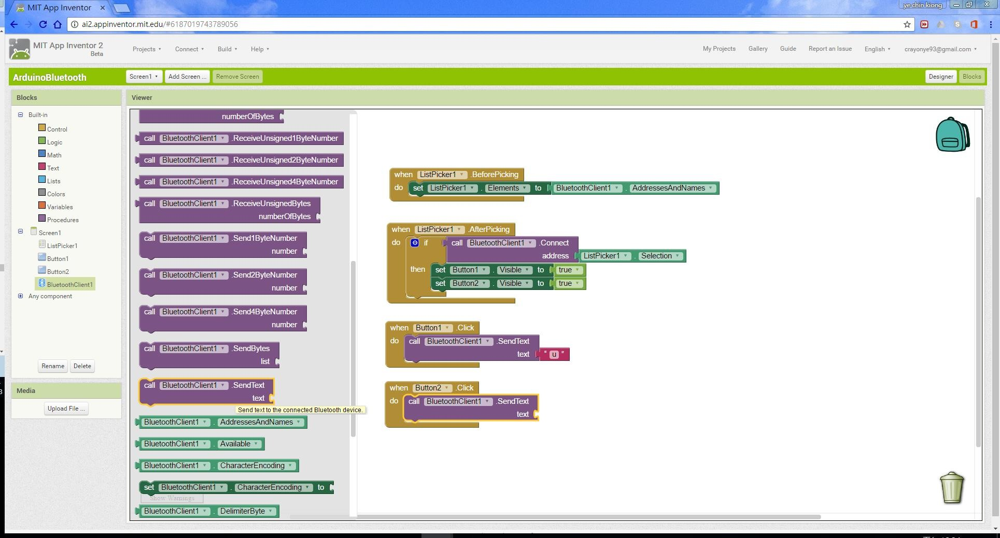 MIT App Inventor
ye chin kiong
ai2.appinventor.mit.edu/#6187019743789056
MIT App Inventor 2
Beta
Projects
Connect
Build
Help
My Projects
Gallery
Guide
Report an Issue
English
crayonye93@gmail.com
ArduinoBluetooth
Screen1
Add Screen ...
Remove Screen
Designer
Blocks
Blocks
Built-in
Control
Logic
Math
Text
Lists
Colors
Variables
Procedures
Screen1
ListPicker1
Button1
Button2
BluetoothClient1
Any component
Rename
Delete
Media
Upload File ...
Viewer
numberOfBytes
call BluetoothClient1 .ReceiveUnsigned1ByteNumber
call BluetoothClient1 .ReceiveUnsigned2ByteNumber
call BluetoothClient1 .ReceiveUnsigned4ByteNumber
call BluetoothClient1 .ReceiveUnsignedBytes
numberOfBytes
call BluetoothClient1 .Send1ByteNumber
number
call BluetoothClient1 .Send2ByteNumber
number
call BluetoothClient1 .Send4ByteNumber
number
call BluetoothClient1 .SendBytes
list
call BluetoothClient1 .SendText
text
Send text to the connected Bluetooth device.
BluetoothClient1 . AddressesAndNames
BluetoothClient1 . Available
BluetoothClient1 . CharacterEncoding
set BluetoothClient1 . CharacterEncoding to
Show Warnings
BluetoothClient1 . DelimiterByte
when ListPicker1 .BeforePicking
do set ListPicker1 . Elements to BluetoothClient1 . AddressesAndNames
when ListPicker1 .AfterPicking
do if call BluetoothClient1 .Connect
address ListPicker1 . Selection
then set Button1 . Visible to true
set Button2 . Visible to true
when Button1 .Click
do call BluetoothClient1 .SendText
text " u "
when Button2 .Click
do call BluetoothClient1 .SendText
text